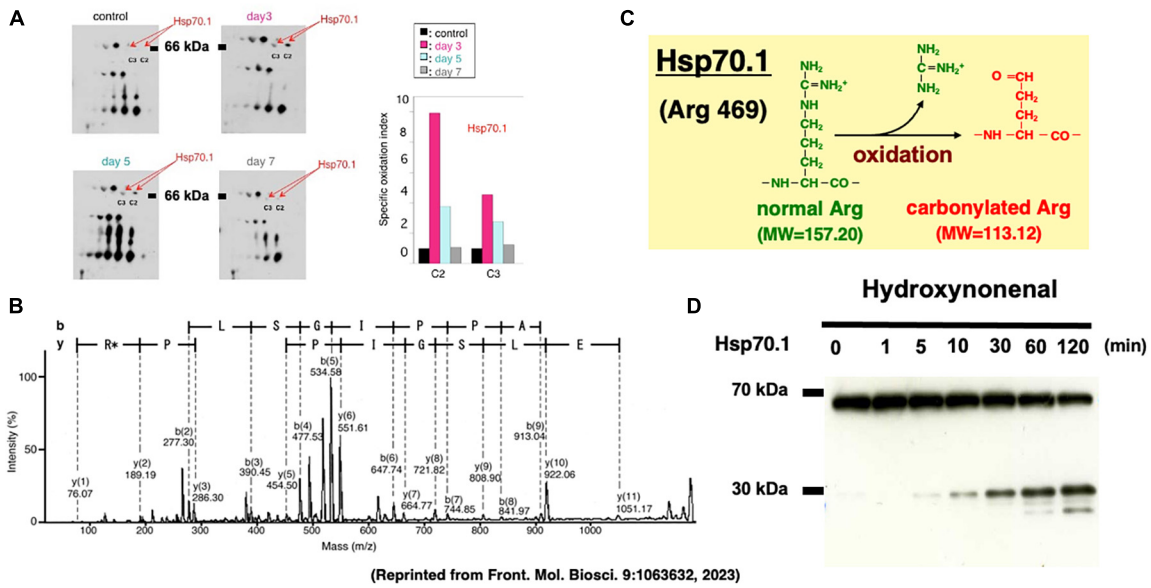 A
control
Hsp70.1
day3
Hsp70.1
66 kDa
C3 C2
C3 C2
day 5
Hsp70.1
day 7
Hsp70.1
66 kDa
C3 C2
C3 C2
: control
: day 3
: day 5
: day 7
Specific oxidation index
10
8
6
4
2
0
Hsp70.1
C2
C3
C
Hsp70.1
(Arg 469)
NH2
C=NH2+
NH
CH2
CH2
CH2
–NH–CH–CO–
NH2
C=NH2+
NH2
oxidation
O =CH
CH2
CH2
–NH –CH –CO–
normal Arg
(MW=157.20)
carbonylated Arg
(MW=113.12)
B
b
L S G I P P A
y
R* P P I G S L E
Intensity (%)
100
50
0
y(1)
76.07
y(2)
189.19
b(2)
277.30
y(3)
286.30
b(3)
390.45
y(5)
454.50
b(4)
477.53
b(5)
534.58
y(6)
551.61
b(6)
647.74
y(7)
664.77
y(8)
721.82
b(7)
744.85
y(9)
808.90
b(8)
841.97
b(9)
913.04
y(10)
922.06
y(11)
1051.17
100 200 300 400 500 600 700 800 900 1000
Mass (m/z)
D
Hydroxynonenal
Hsp70.1 0 1 5 10 30 60 120 (min)
70 kDa
30 kDa
(Reprinted from Front. Mol. Biosci. 9:1063632, 2023)